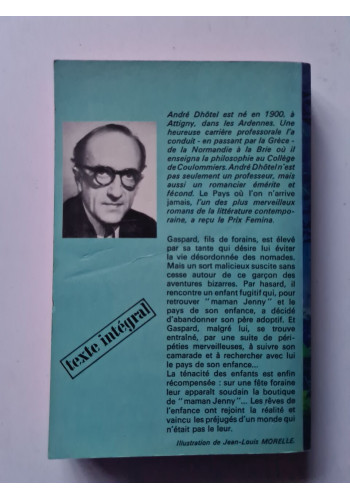 André Dhôtel est né en 1900, à
Attigny, dans les Ardennes. Une
heureuse carrière professorale l'a
conduit - en passant par la Grèce -
de la Normandie à la Brie où il
enseigna la philosophie au Collège
de Coulommiers. André Dhôtel n'est
pas seulement un professeur, mais
aussi un romancier émérite et
fécond. Le Pays où l'on n'arrive
jamais, l'un des plus merveilleux
romans de la littérature contempo-
raine, a reçu le Prix Femina.
Gaspard, fils de forains, est élevé
par sa tante qui désire lui éviter
la vie désordonnée des nomades.
Mais un sort malicieux suscite sans
cesse autour de ce garçon des
aventures bizarres. Par hasard, il
rencontre un enfant fugitif qui, pour
retrouver "maman Jenny" et le
pays de son enfance, a décidé
d'abandonner son père adoptif. Et
Gaspard, malgré lui, se trouve
entraîné, par une suite de péri-
péties merveilleuses, à suivre son
camarade et à rechercher avec lui
le pays de son enfance...
La ténacité des enfants est enfin
récompensée : sur une fête foraine
leur apparaît soudain la boutique
de "maman Jenny"... Les rêves de
l'enfance ont rejoint la réalité et
vaincu les préjugés d'un monde qui
n'était pas le leur.
Illustration de Jean-Louis MORELLE.
texte intégral